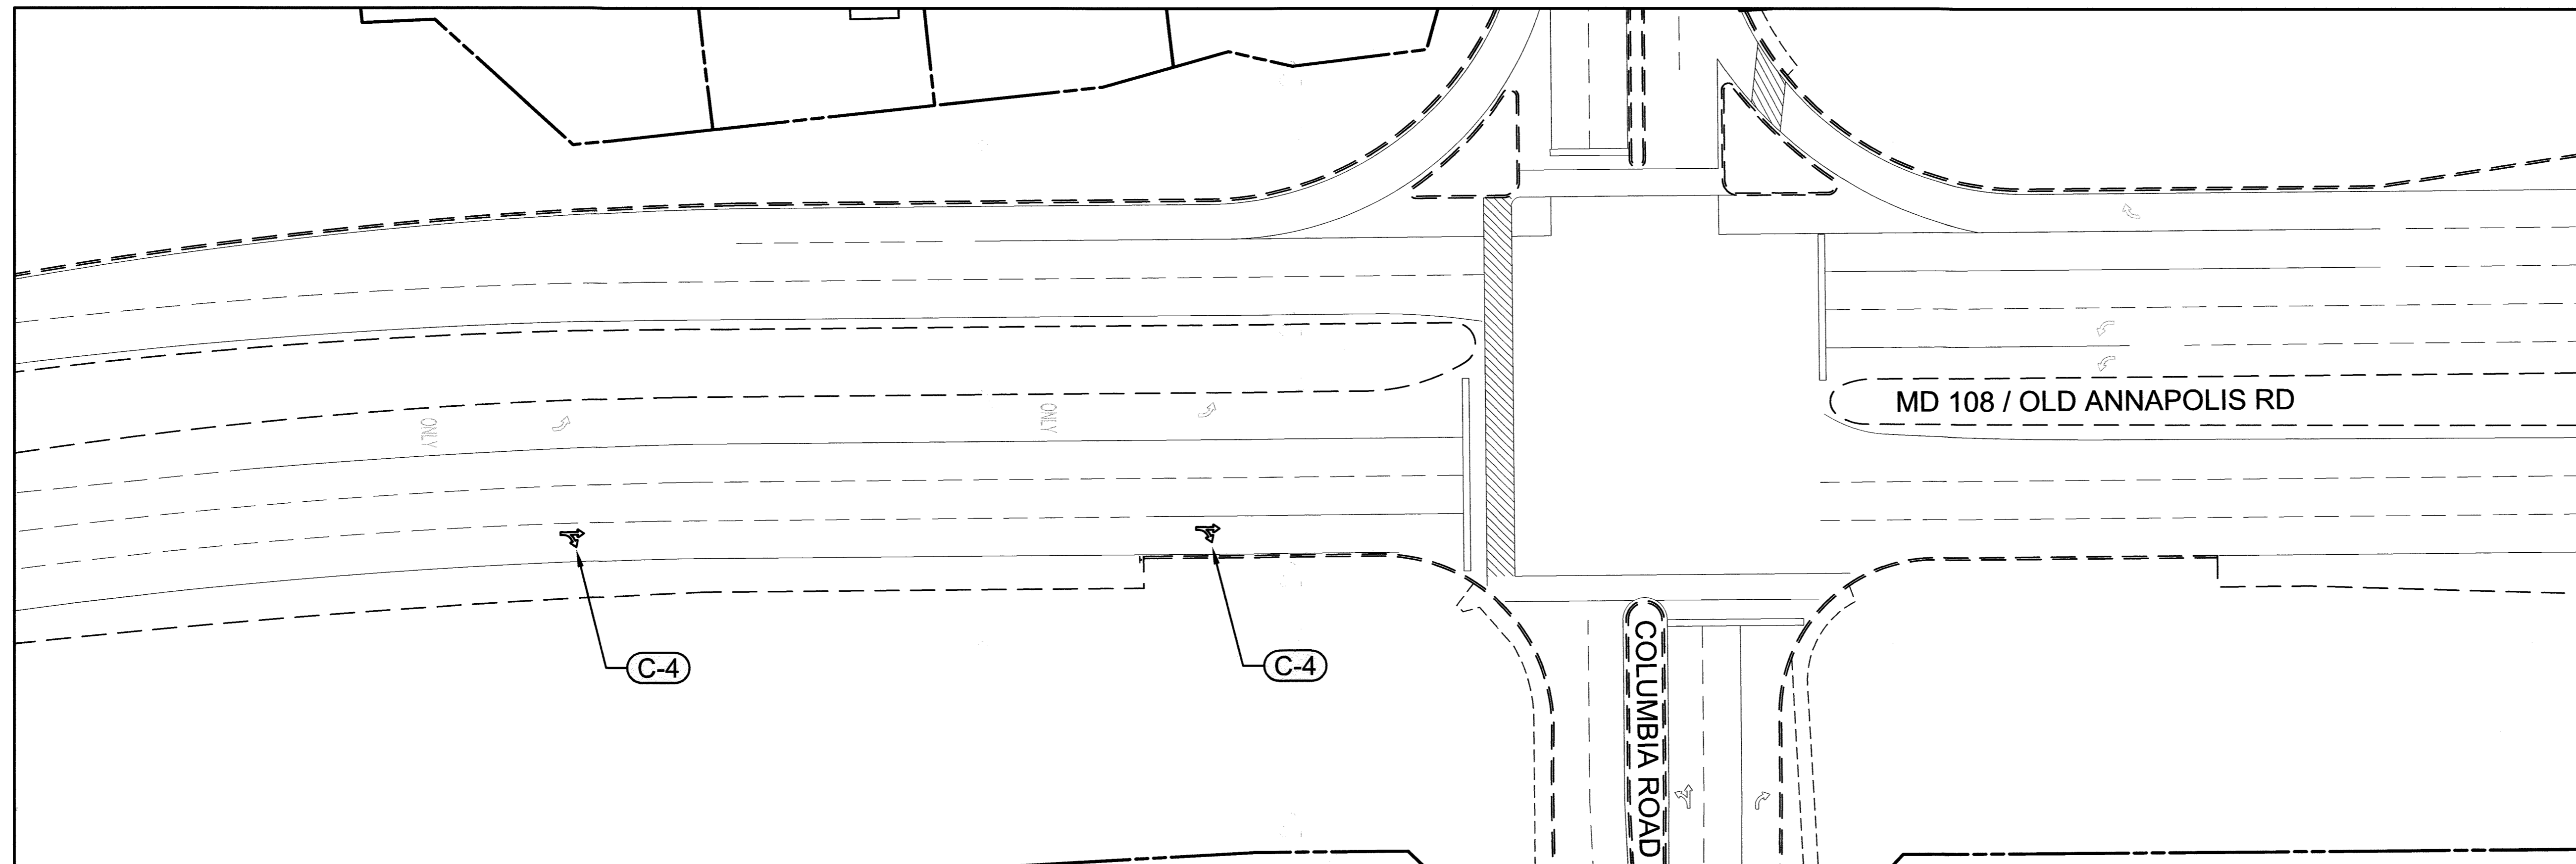 MD 108 / OLD ANNAPOLIS RD
ONLY
ONLY
C-4
C-4
COLUMBIA ROAD